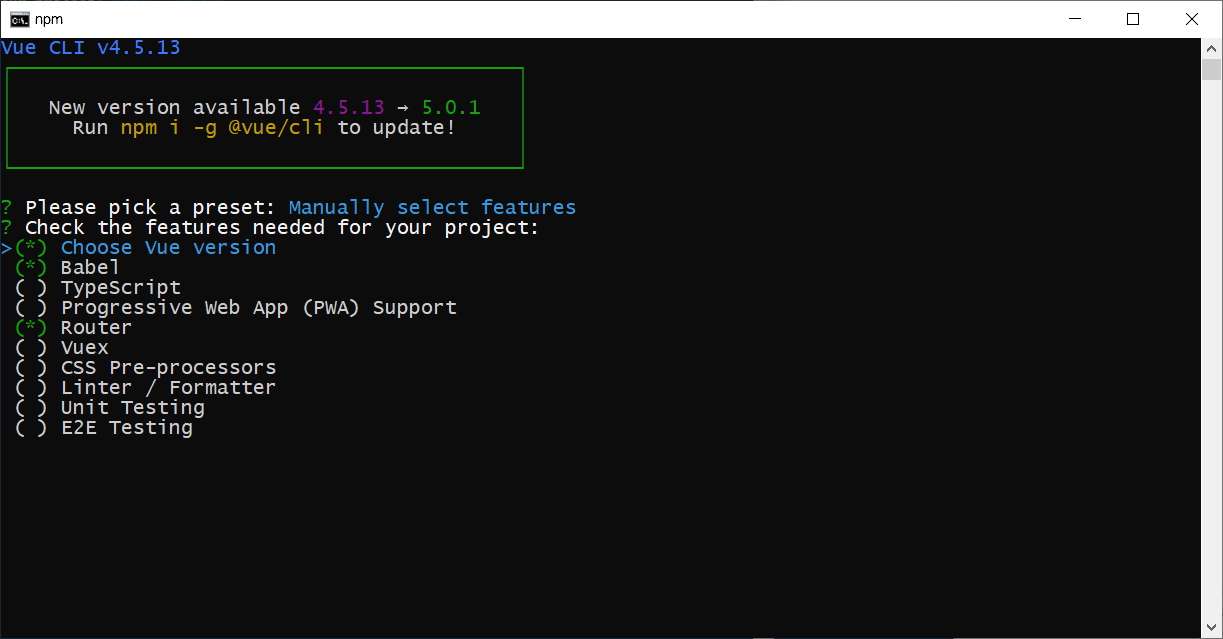 npm
Vue CLI v4.5.13
New version available 4.5.13 → 5.0.1
Run npm i -g @vue/cli to update!
? Please pick a preset: Manually select features
? Check the features needed for your project:
>(*) Choose Vue version
(*) Babel
( ) TypeScript
( ) Progressive Web App (PWA) Support
(*) Router
( ) Vuex
( ) CSS Pre-processors
( ) Linter / Formatter
( ) Unit Testing
( ) E2E Testing